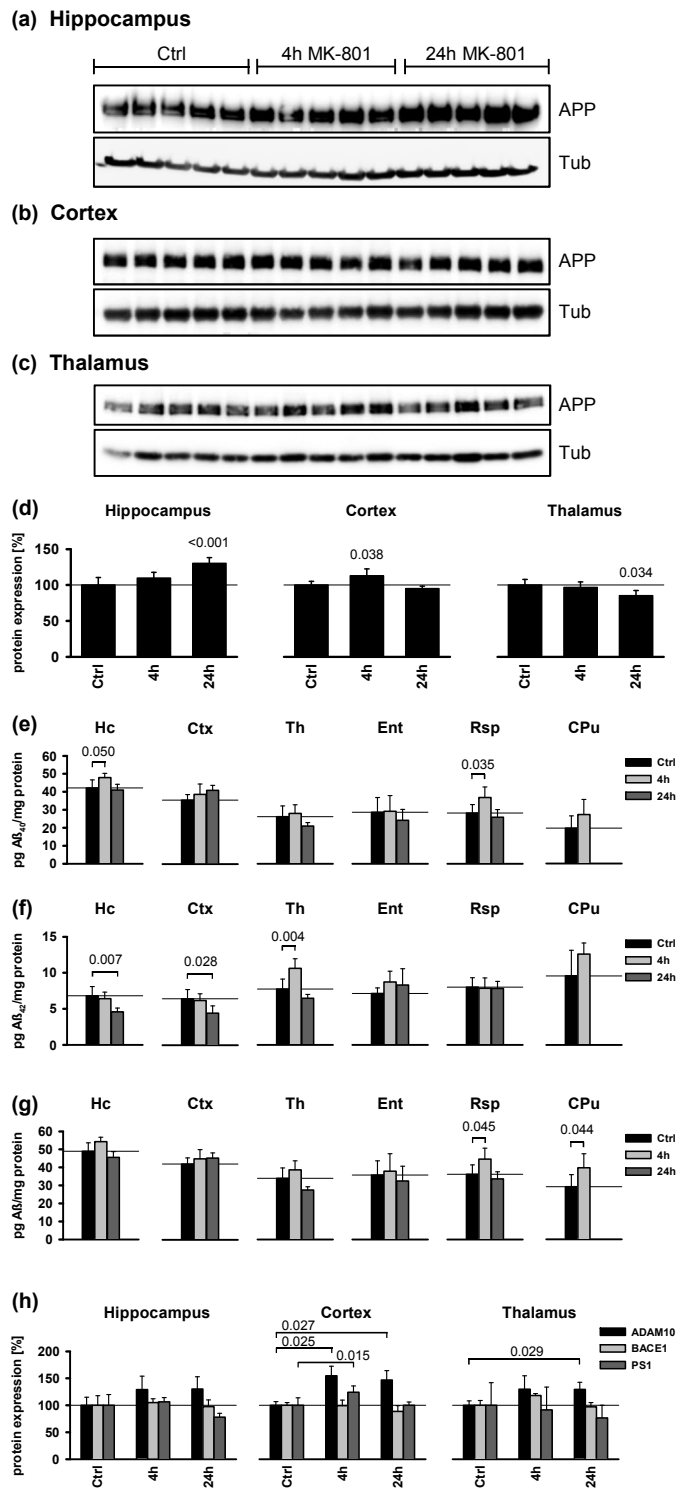 (a) Hippocampus
Ctrl 4h MK-801 24h MK-801
APP
Tub
(b) Cortex
APP
Tub
(c) Thalamus
APP
Tub
(d)
Hippocampus Cortex Thalamus
protein expression [%]
150
100
50
0
<0.001
0.038
0.034
Ctrl 4h 24h Ctrl 4h 24h Ctrl 4h 24h
(e)
Hc Ctx Th Ent Rsp CPu
pg Aß40/mg protein
60
50
40
30
20
10
0
0.050
0.035
Ctrl
4h
24h
(f)
Hc Ctx Th Ent Rsp CPu
pg Aß42/mg protein
15
10
5
0
0.007
0.028
0.004
Ctrl
4h
24h
(g)
Hc Ctx Th Ent Rsp CPu
pg Aß/mg protein
60
50
40
30
20
10
0
0.045
0.044
Ctrl
4h
24h
(h)
Hippocampus Cortex Thalamus
protein expression [%]
200
150
100
50
0
0.027
0.025
0.015
0.029
ADAM10
BACE1
PS1
Ctrl 4h 24h Ctrl 4h 24h Ctrl 4h 24h